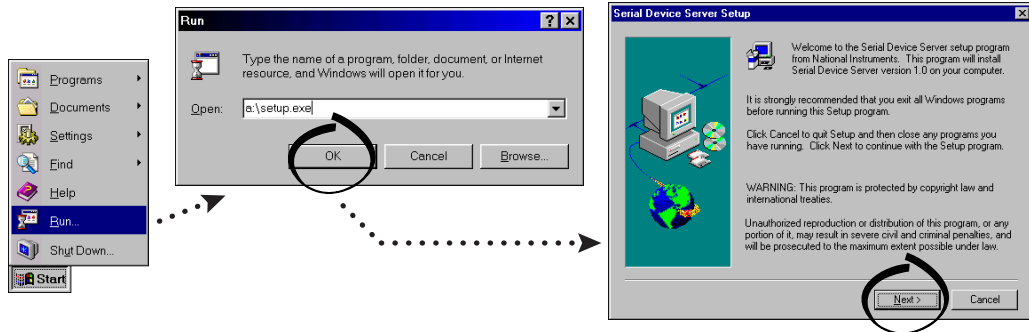 Programs
Documents
Settings
Find
Help
Run...
Shut Down...
Start
Run
Type the name of a program, folder, document, or Internet
resource, and Windows will open it for you.
Open:
a:\setup.exe
OK
Cancel
Browse...
Serial Device Server Setup
Welcome to the Serial Device Server setup program
from National Instruments. This program will install
Serial Device Server version 1.0 on your computer.
It is strongly recommended that you exit all Windows programs
before running this Setup program.
Click Cancel to quit Setup and then close any programs you
have running. Click Next to continue with the Setup program.
WARNING: This program is protected by copyright law and
international treaties.
Unauthorized reproduction or distribution of this program, or any
portion of it, may result in severe civil and criminal penalties, and
will be prosecuted to the maximum extent possible under law.
Next >
Cancel